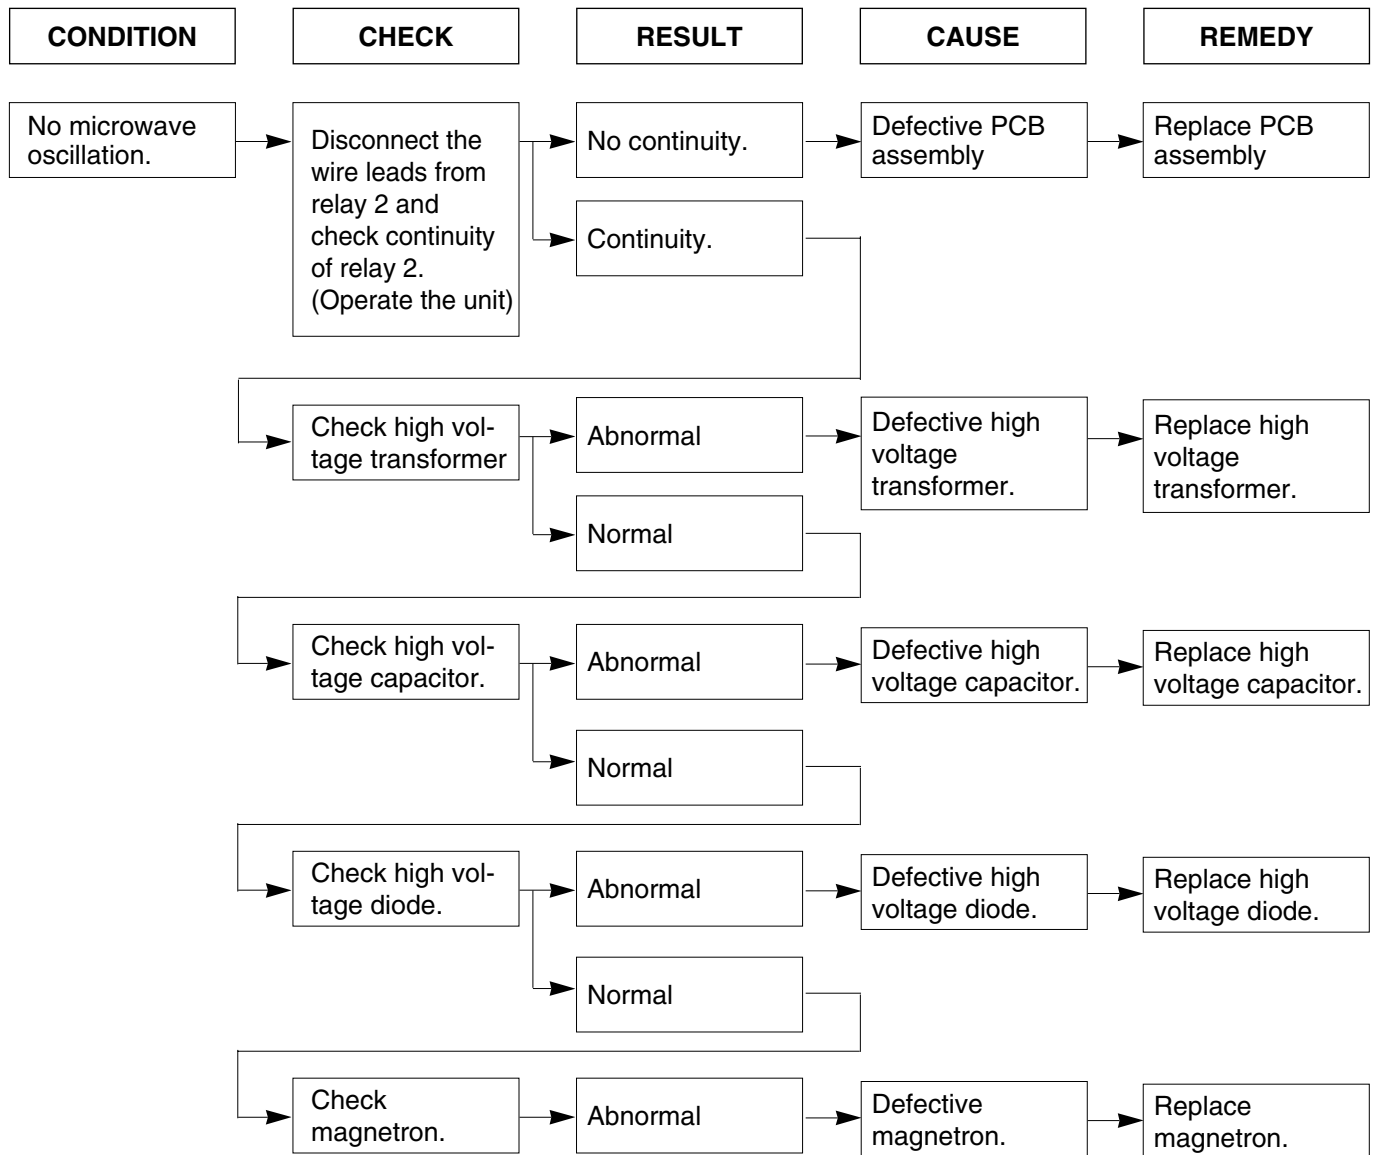 CONDITION
CHECK
RESULT
CAUSE
REMEDY
No microwave
oscillation.
Disconnect the
wire leads from
relay 2 and
check continuity
of relay 2.
(Operate the unit)
No continuity.
Defective PCB
assembly
Replace PCB
assembly
Continuity.
Check high vol-
tage transformer
Abnormal
Defective high
voltage
transformer.
Replace high
voltage
transformer.
Normal
Check high vol-
tage capacitor.
Abnormal
Defective high
voltage capacitor.
Replace high
voltage capacitor.
Normal
Check high vol-
tage diode.
Abnormal
Defective high
voltage diode.
Replace high
voltage diode.
Normal
Check
magnetron.
Abnormal
Defective
magnetron.
Replace
magnetron.